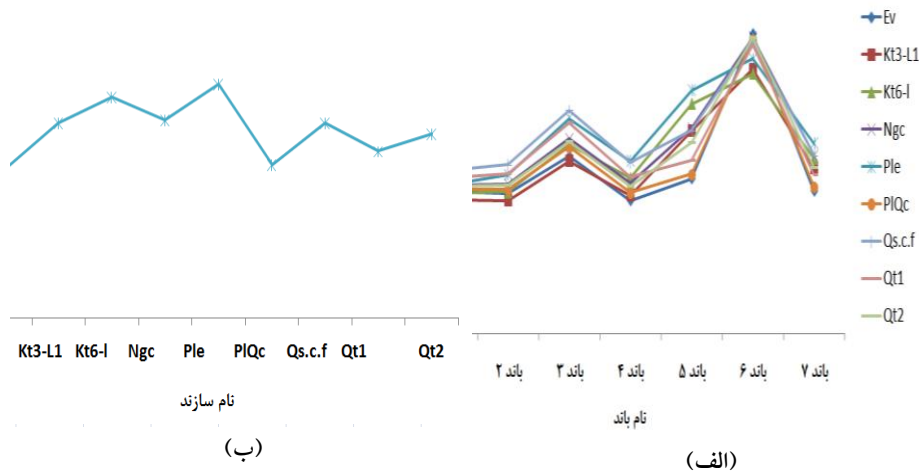 Ev
Kt3-L1
Kt6-l
Ngc
Ple
PlQc
Qs.c.f
Qt1
Qt2
باند ۲ باند ۳ باند ۴ باند ۵ باند ۶ باند ۷
نام باند
(الف)
Kt3-L1 Kt6-l Ngc Ple PlQc Qs.c.f Qt1 Qt2
نام سازند
(ب)